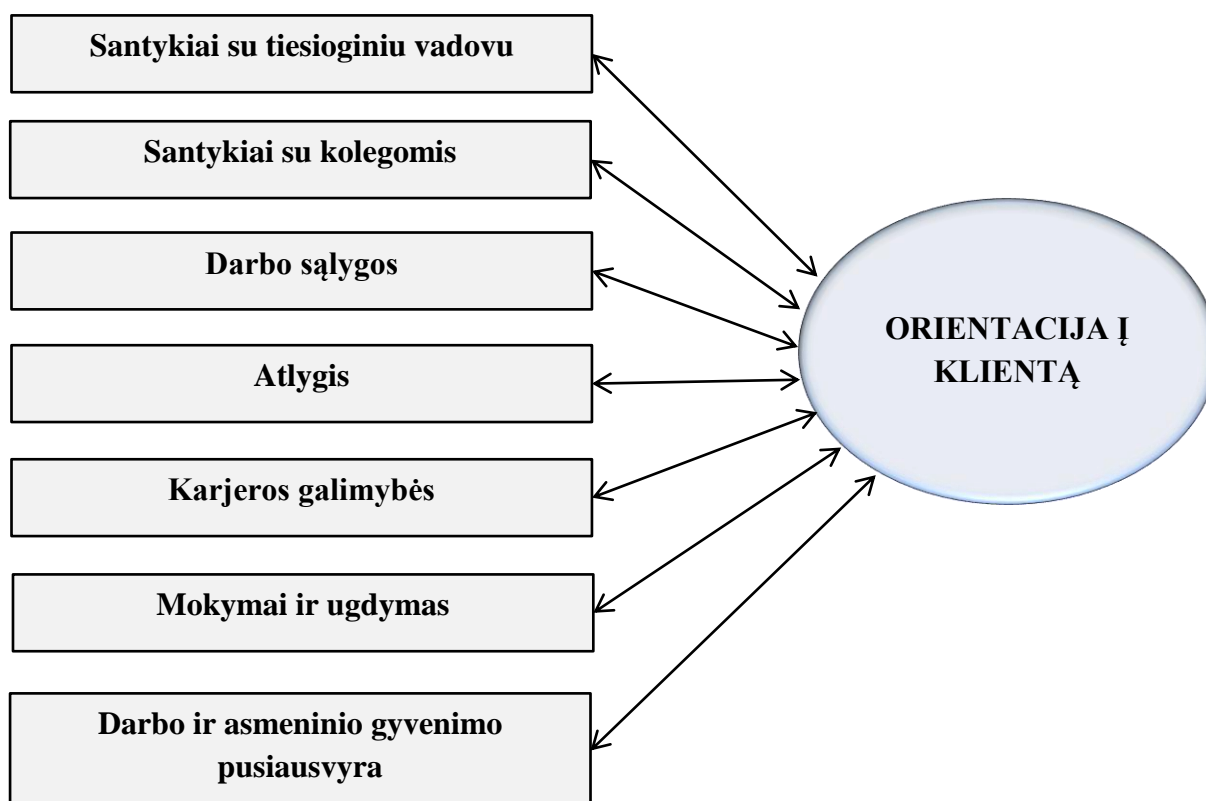 Santykiai su tiesioginiu vadovu
Santykiai su kolegomis
Darbo sąlygos
Atlygis
Karjeros galimybės
Mokymai ir ugdymas
Darbo ir asmeninio gyvenimo
pusiausvyra
ORIENTACIJA Į
KLIENTĄ